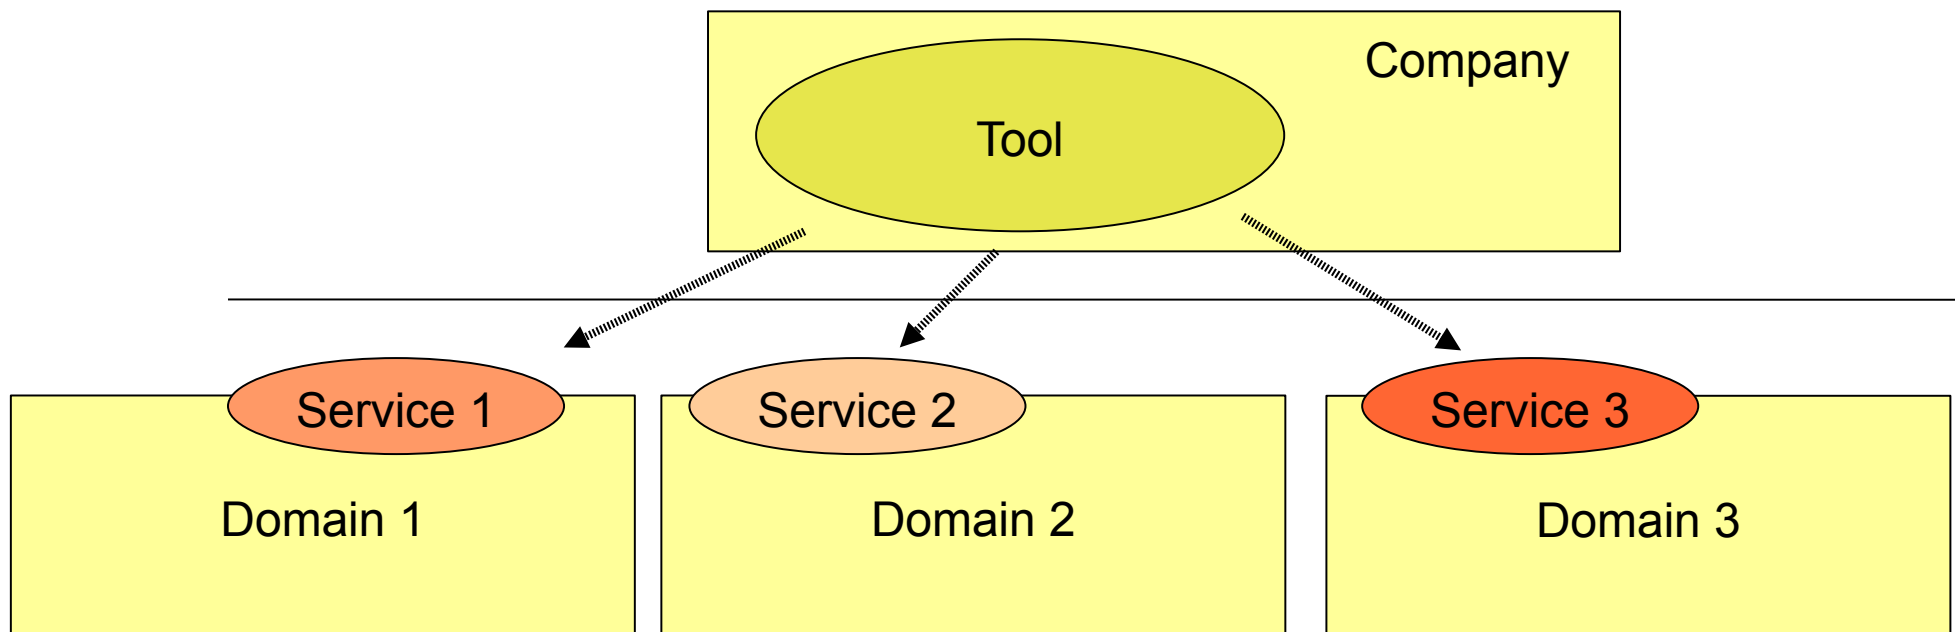 Company
Tool
Service 1
Service 2
Service 3
Domain 1
Domain 2
Domain 3